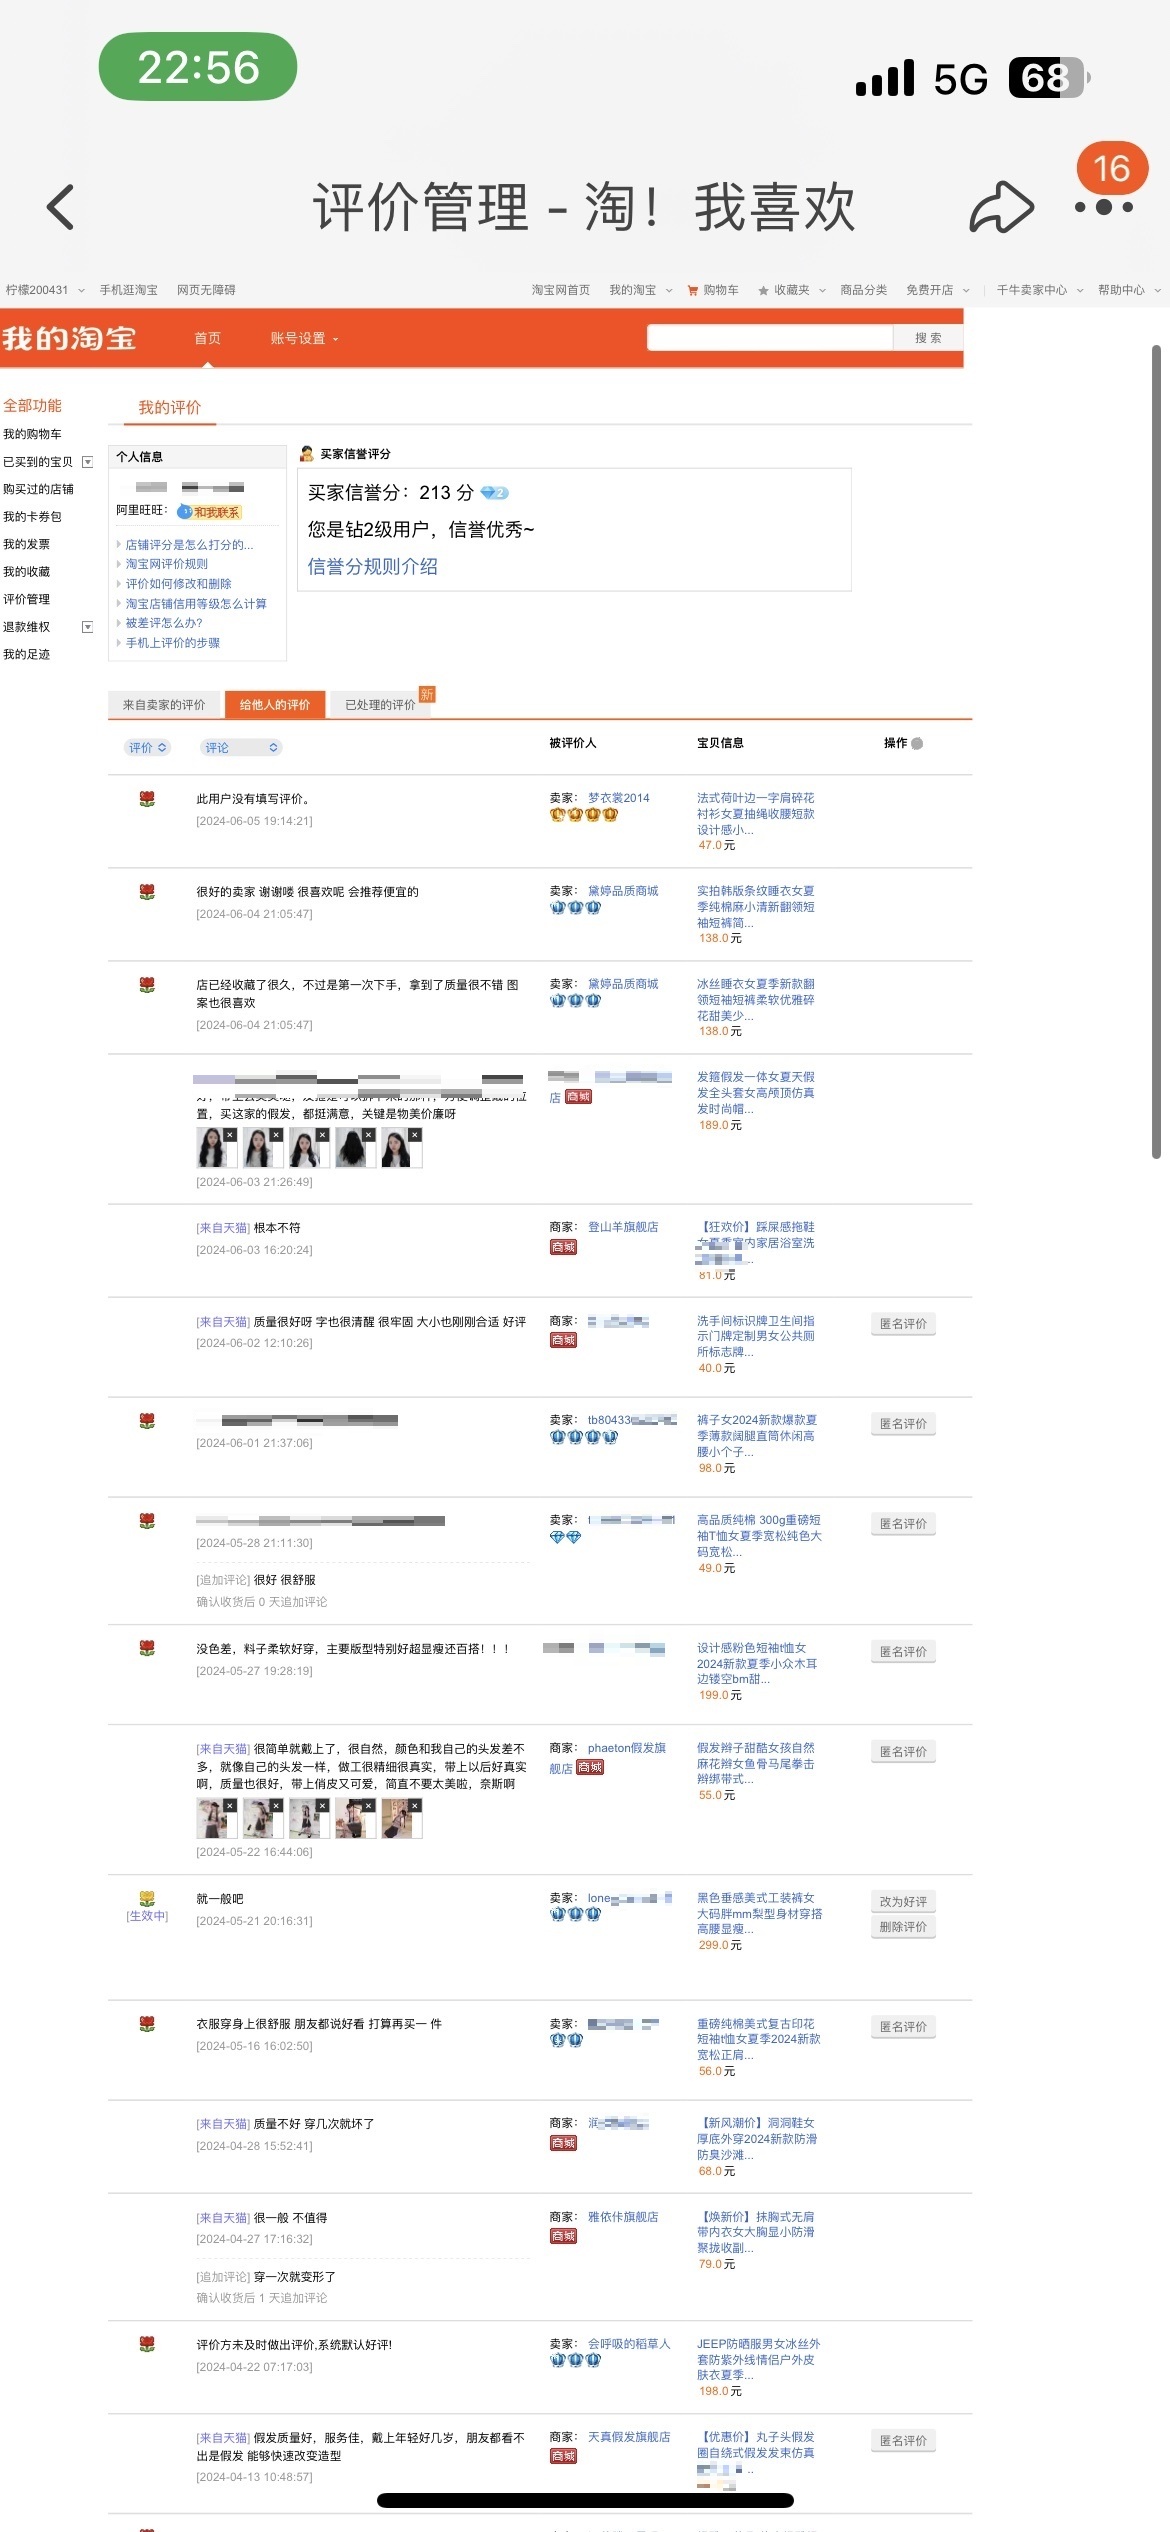 22:56
5G
68
16
评价管理 - 淘！我喜欢
柠檬200431 手机逛淘宝 网页无障碍 淘宝网首页 我的淘宝 购物车 收藏夹 商品分类 免费开店 千牛卖家中心 帮助中心
我的淘宝 首页 账号设置 搜 索
全部功能
我的购物车
已买到的宝贝
购买过的店铺
我的卡券包
我的发票
我的收藏
评价管理
退款维权
我的足迹
我的评价
个人信息
阿里旺旺： 和我联系
店铺评分是怎么打分的...
淘宝网评价规则
评价如何修改和删除
淘宝店铺信用等级怎么计算
被差评怎么办?
手机上评价的步骤
买家信誉评分
买家信誉分：213 分 2
您是钻2级用户，信誉优秀~
信誉分规则介绍
来自卖家的评价 给他人的评价 已处理的评价 新
评价 评论 被评价人 宝贝信息 操作
此用户没有填写评价。
[2024-06-05 19:14:21]
卖家： 梦衣裳2014
法式荷叶边一字肩碎花
衬衫女夏抽绳收腰短款
设计感小...
47.0元
很好的卖家 谢谢喽 很喜欢呢 会推荐便宜的
[2024-06-04 21:05:47]
卖家： 黛婷品质商城
实拍韩版条纹睡衣女夏
季纯棉麻小清新翻领短
袖短裤简...
138.0元
店已经收藏了很久，不过是第一次下手，拿到了质量很不错 图
案也很喜欢
[2024-06-04 21:05:47]
卖家： 黛婷品质商城
冰丝睡衣女夏季新款翻
领短袖短裤柔软优雅碎
花甜美少...
138.0元
置，买这家的假发，都挺满意，关键是物美价廉呀
[2024-06-03 21:26:49]
店 商城
发箍假发一体女夏天假
发全头套女高颅顶仿真
发时尚帽...
189.0元
[来自天猫] 根本不符
[2024-06-03 16:20:24]
商家： 登山羊旗舰店
商城
【狂欢价】踩屎感拖鞋
女夏季室内家居浴室洗
81.0元
[来自天猫] 质量很好呀 字也很清醒 很牢固 大小也刚刚合适 好评
[2024-06-02 12:10:26]
商家：
商城
洗手间标识牌卫生间指
示门牌定制男女公共厕
所标志牌...
40.0元
匿名评价
[2024-06-01 21:37:06]
卖家： tb80433
裤子女2024新款爆款夏
季薄款阔腿直筒休闲高
腰小个子...
98.0元
匿名评价
[2024-05-28 21:11:30]
[追加评论] 很好 很舒服
确认收货后 0 天追加评论
卖家：
高品质纯棉 300g重磅短
袖T恤女夏季宽松纯色大
码宽松...
49.0元
匿名评价
没色差，料子柔软好穿，主要版型特别好超显瘦还百搭！！！
[2024-05-27 19:28:19]
设计感粉色短袖t恤女
2024新款夏季小众木耳
边镂空bm甜...
199.0元
匿名评价
[来自天猫] 很简单就戴上了，很自然，颜色和我自己的头发差不
多，就像自己的头发一样，做工很精细很真实，带上以后好真实
啊，质量也很好，带上俏皮又可爱，简直不要太美啦，奈斯啊
[2024-05-22 16:44:06]
商家： phaeton假发旗
舰店 商城
假发辫子甜酷女孩自然
麻花辫女鱼骨马尾拳击
辫绑带式...
55.0元
匿名评价
[生效中]
就一般吧
[2024-05-21 20:16:31]
卖家： lone
黑色垂感美式工装裤女
大码胖mm梨型身材穿搭
高腰显瘦...
299.0元
改为好评
删除评价
衣服穿身上很舒服 朋友都说好看 打算再买一 件
[2024-05-16 16:02:50]
卖家：
重磅纯棉美式复古印花
短袖t恤女夏季2024新款
宽松正肩...
56.0元
匿名评价
[来自天猫] 质量不好 穿几次就坏了
[2024-04-28 15:52:41]
商家： 润
商城
【新风潮价】洞洞鞋女
厚底外穿2024新款防滑
防臭沙滩...
68.0元
[来自天猫] 很一般 不值得
[2024-04-27 17:16:32]
[追加评论] 穿一次就变形了
确认收货后 1 天追加评论
商家： 雅依佧旗舰店
商城
【焕新价】抹胸式无肩
带内衣女大胸显小防滑
聚拢收副...
79.0元
评价方未及时做出评价,系统默认好评!
[2024-04-22 07:17:03]
卖家： 会呼吸的稻草人
JEEP防晒服男女冰丝外
套防紫外线情侣户外皮
肤衣夏季...
198.0元
[来自天猫] 假发质量好，服务佳，戴上年轻好几岁，朋友都看不
出是假发 能够快速改变造型
[2024-04-13 10:48:57]
商家： 天真假发旗舰店
商城
【优惠价】丸子头假发
圈自绕式假发发束仿真
匿名评价